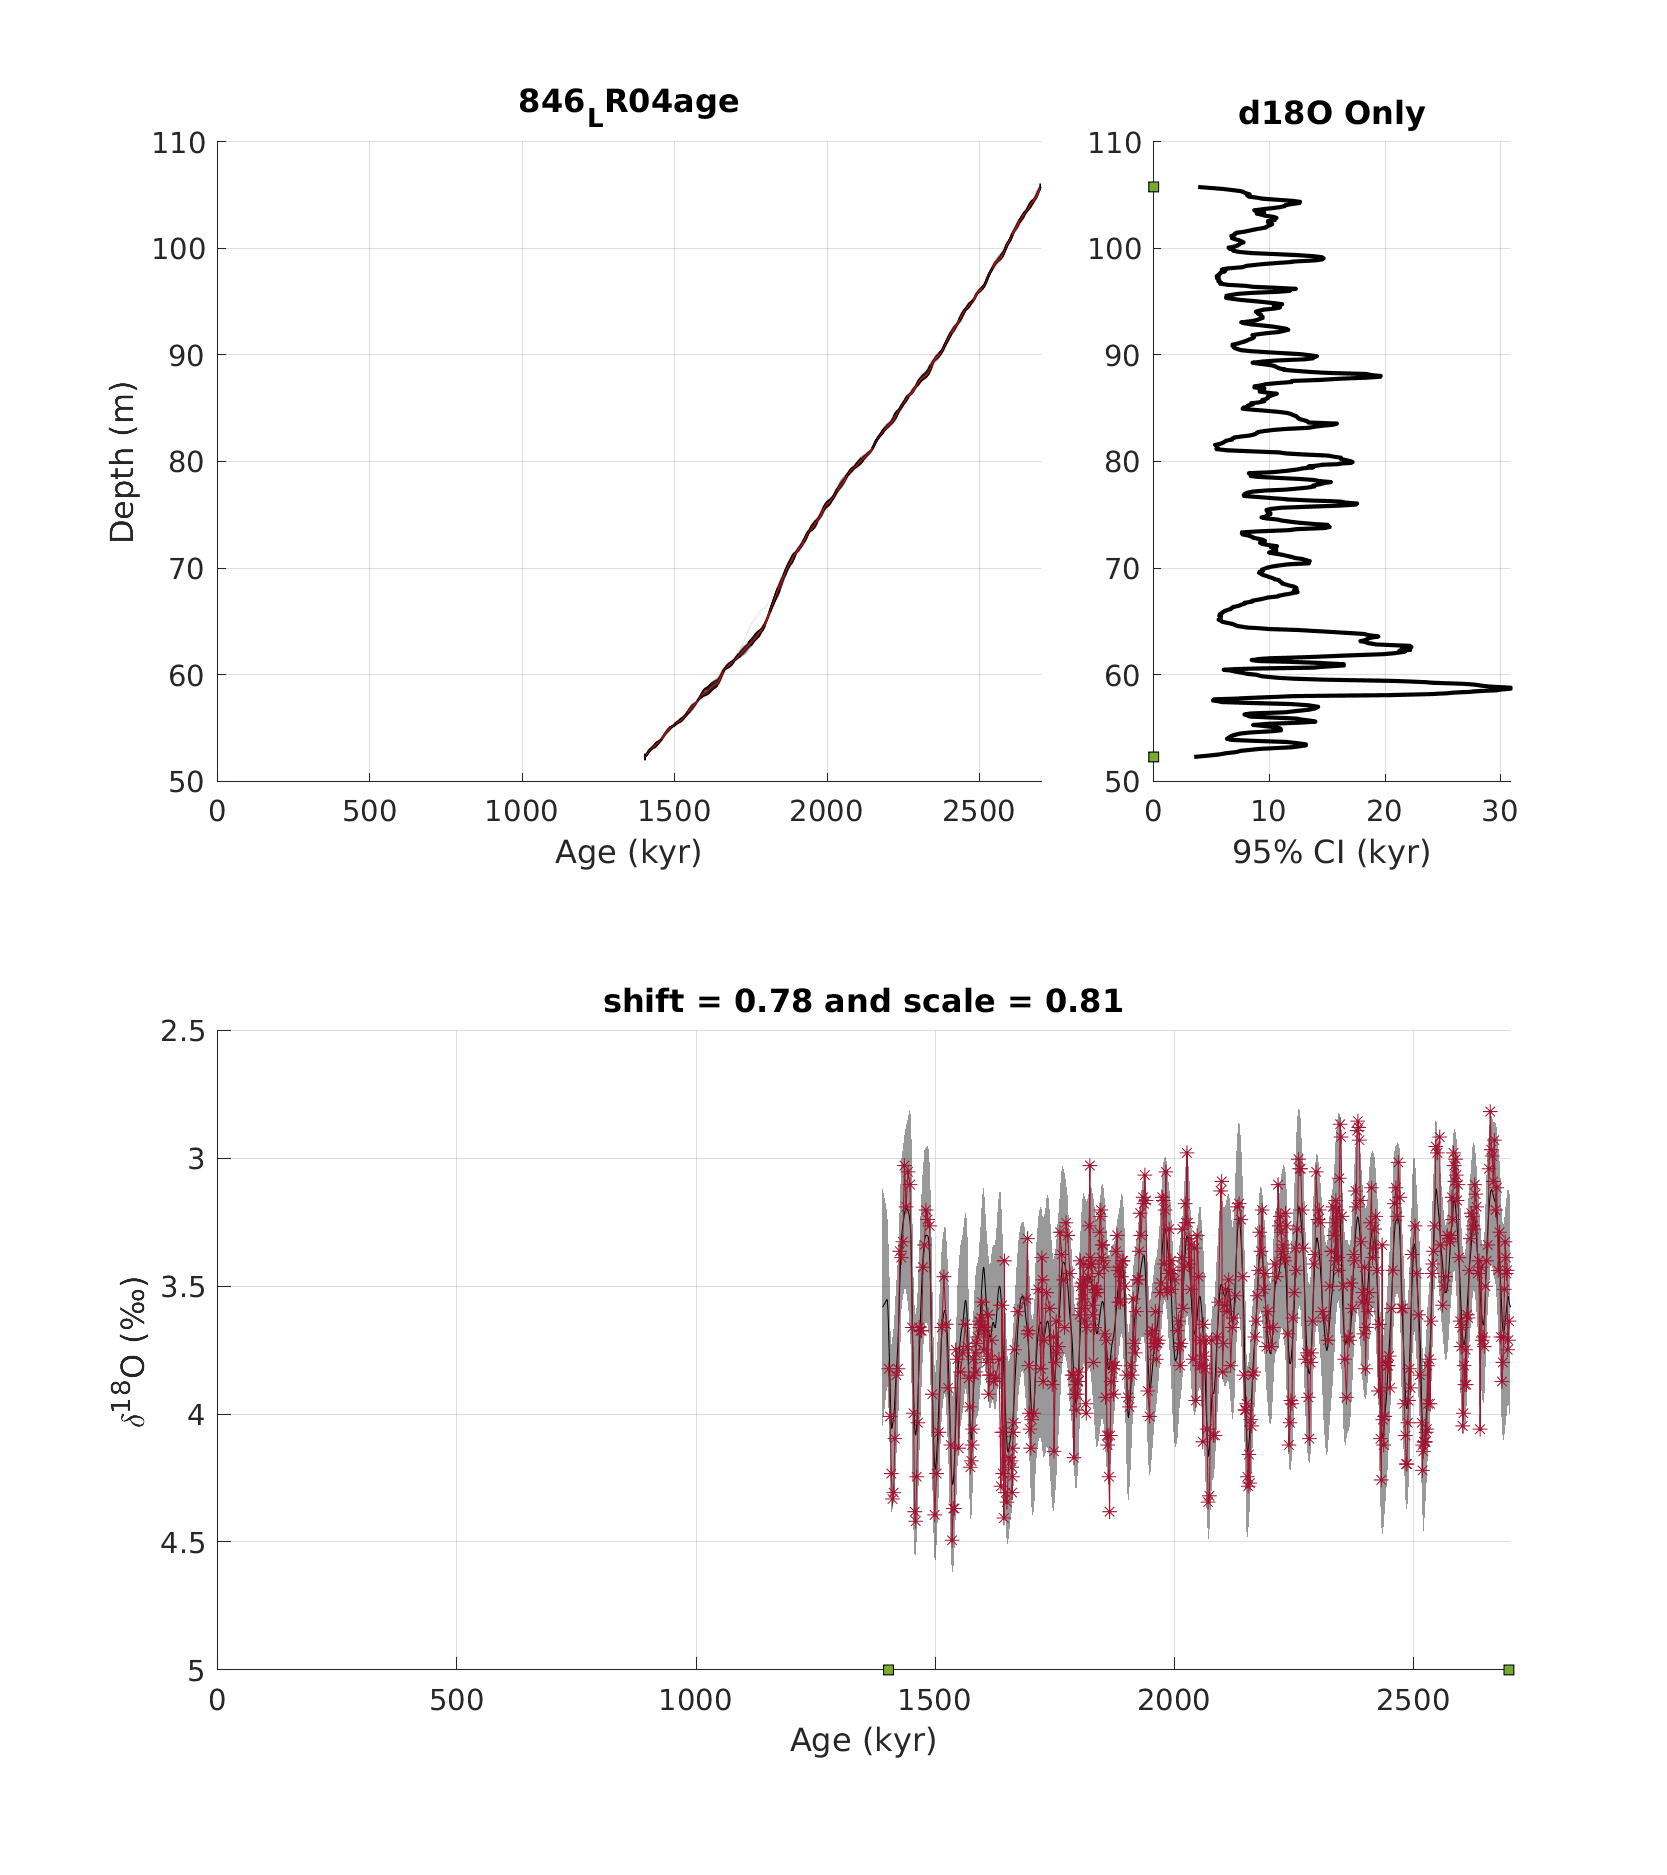 846_LR04age
110
100
90
80
70
60
50
0 500 1000 1500 2000 2500
Depth (m)
Age (kyr)
d18O Only
110
100
90
80
70
60
50
0 10 20 30
95% CI (kyr)
shift = 0.78 and scale = 0.81
2.5
3
3.5
4
4.5
5
0 500 1000 1500 2000 2500
δ¹⁸O (‰)
Age (kyr)